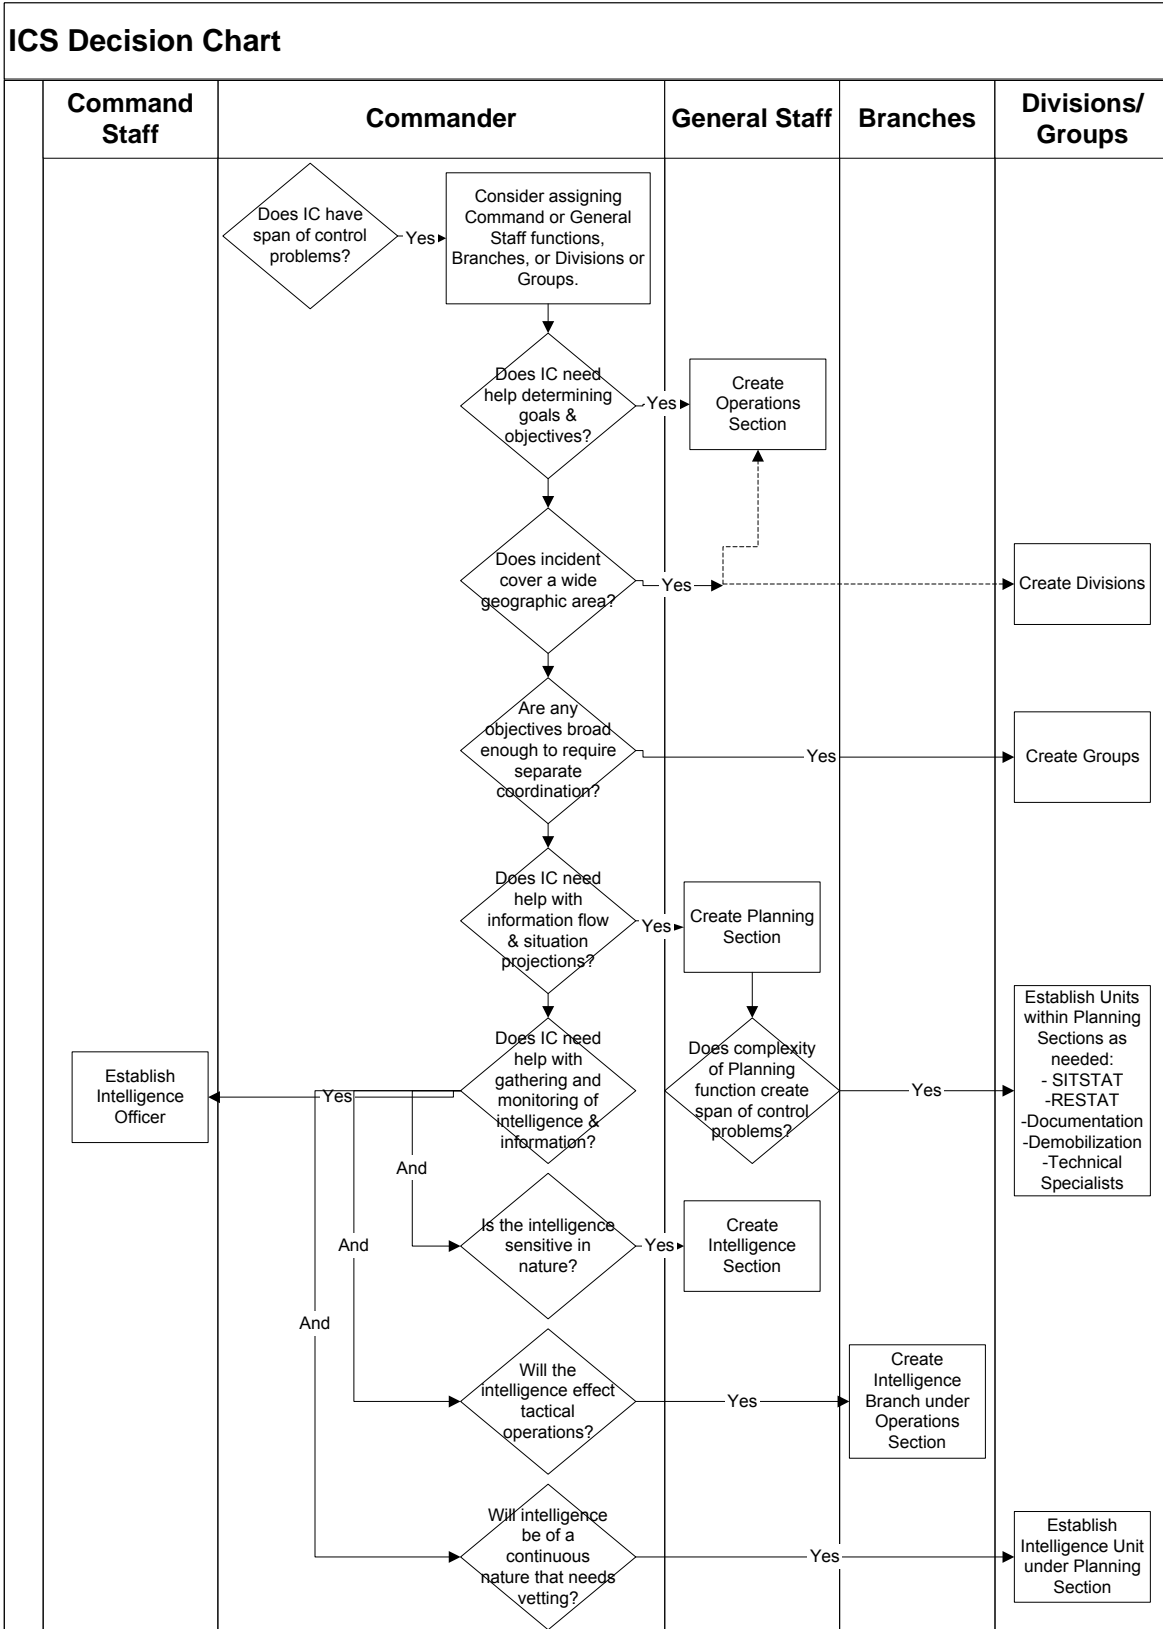 ICS Decision Chart
Command
Staff
Commander
General Staff
Branches
Divisions/
Groups
Does IC have
span of control
problems?
Yes
Consider assigning
Command or General
Staff functions,
Branches, or Divisions or
Groups.
Does IC need
help determining
goals &
objectives?
Yes
Create
Operations
Section
Does incident
cover a wide
geographic area?
Yes
Create Divisions
Are any
objectives broad
enough to require
separate
coordination?
Yes
Create Groups
Does IC need
help with
information flow
& situation
projections?
Yes
Create Planning
Section
Establish
Intelligence
Officer
Yes
Does IC need
help with
gathering and
monitoring of
intelligence &
information?
Does complexity
of Planning
function create
span of control
problems?
Yes
Establish Units
within Planning
Sections as
needed:
- SITSTAT
-RESTAT
-Documentation
-Demobilization
-Technical
Specialists
And
Is the intelligence
sensitive in
nature?
Yes
Create
Intelligence
Section
And
Will the
intelligence effect
tactical
operations?
Yes
Create
Intelligence
Branch under
Operations
Section
And
Will intelligence
be of a
continuous
nature that needs
vetting?
Yes
Establish
Intelligence Unit
under Planning
Section